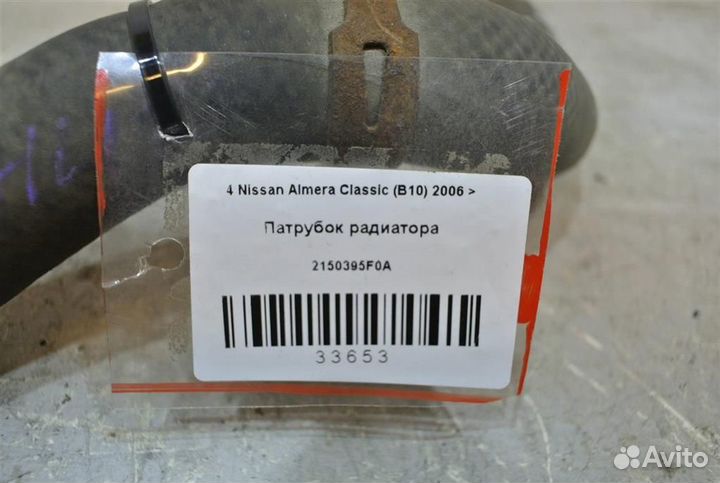 4 Nissan Almera Classic (B10) 2006 >
Патрубок радиатора
2150395F0A
33653
Avito